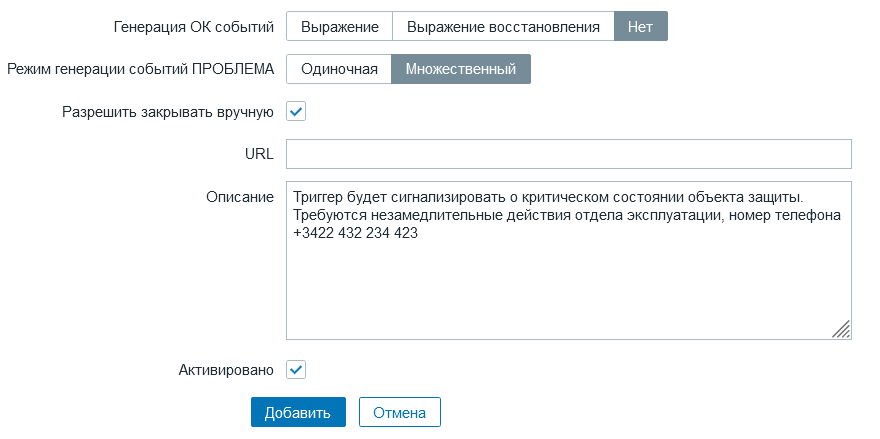 Генерация ОК событий Выражение Выражение восстановления Нет
Режим генерации событий ПРОБЛЕМА Одиночная Множественный
Разрешить закрывать вручную
URL
Описание Триггер будет сигнализировать о критическом состоянии объекта защиты.
Требуются незамедлительные действия отдела эксплуатации, номер телефона
+3422 432 234 423
Активировано
Добавить Отмена